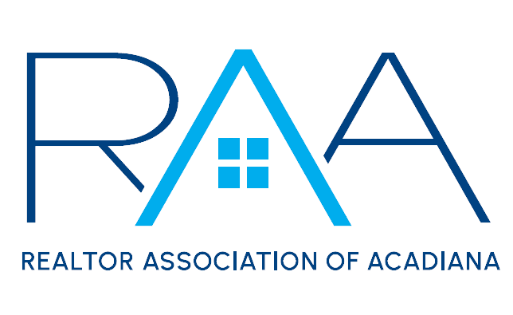 RAA
REALTOR ASSOCIATION OF ACADIANA